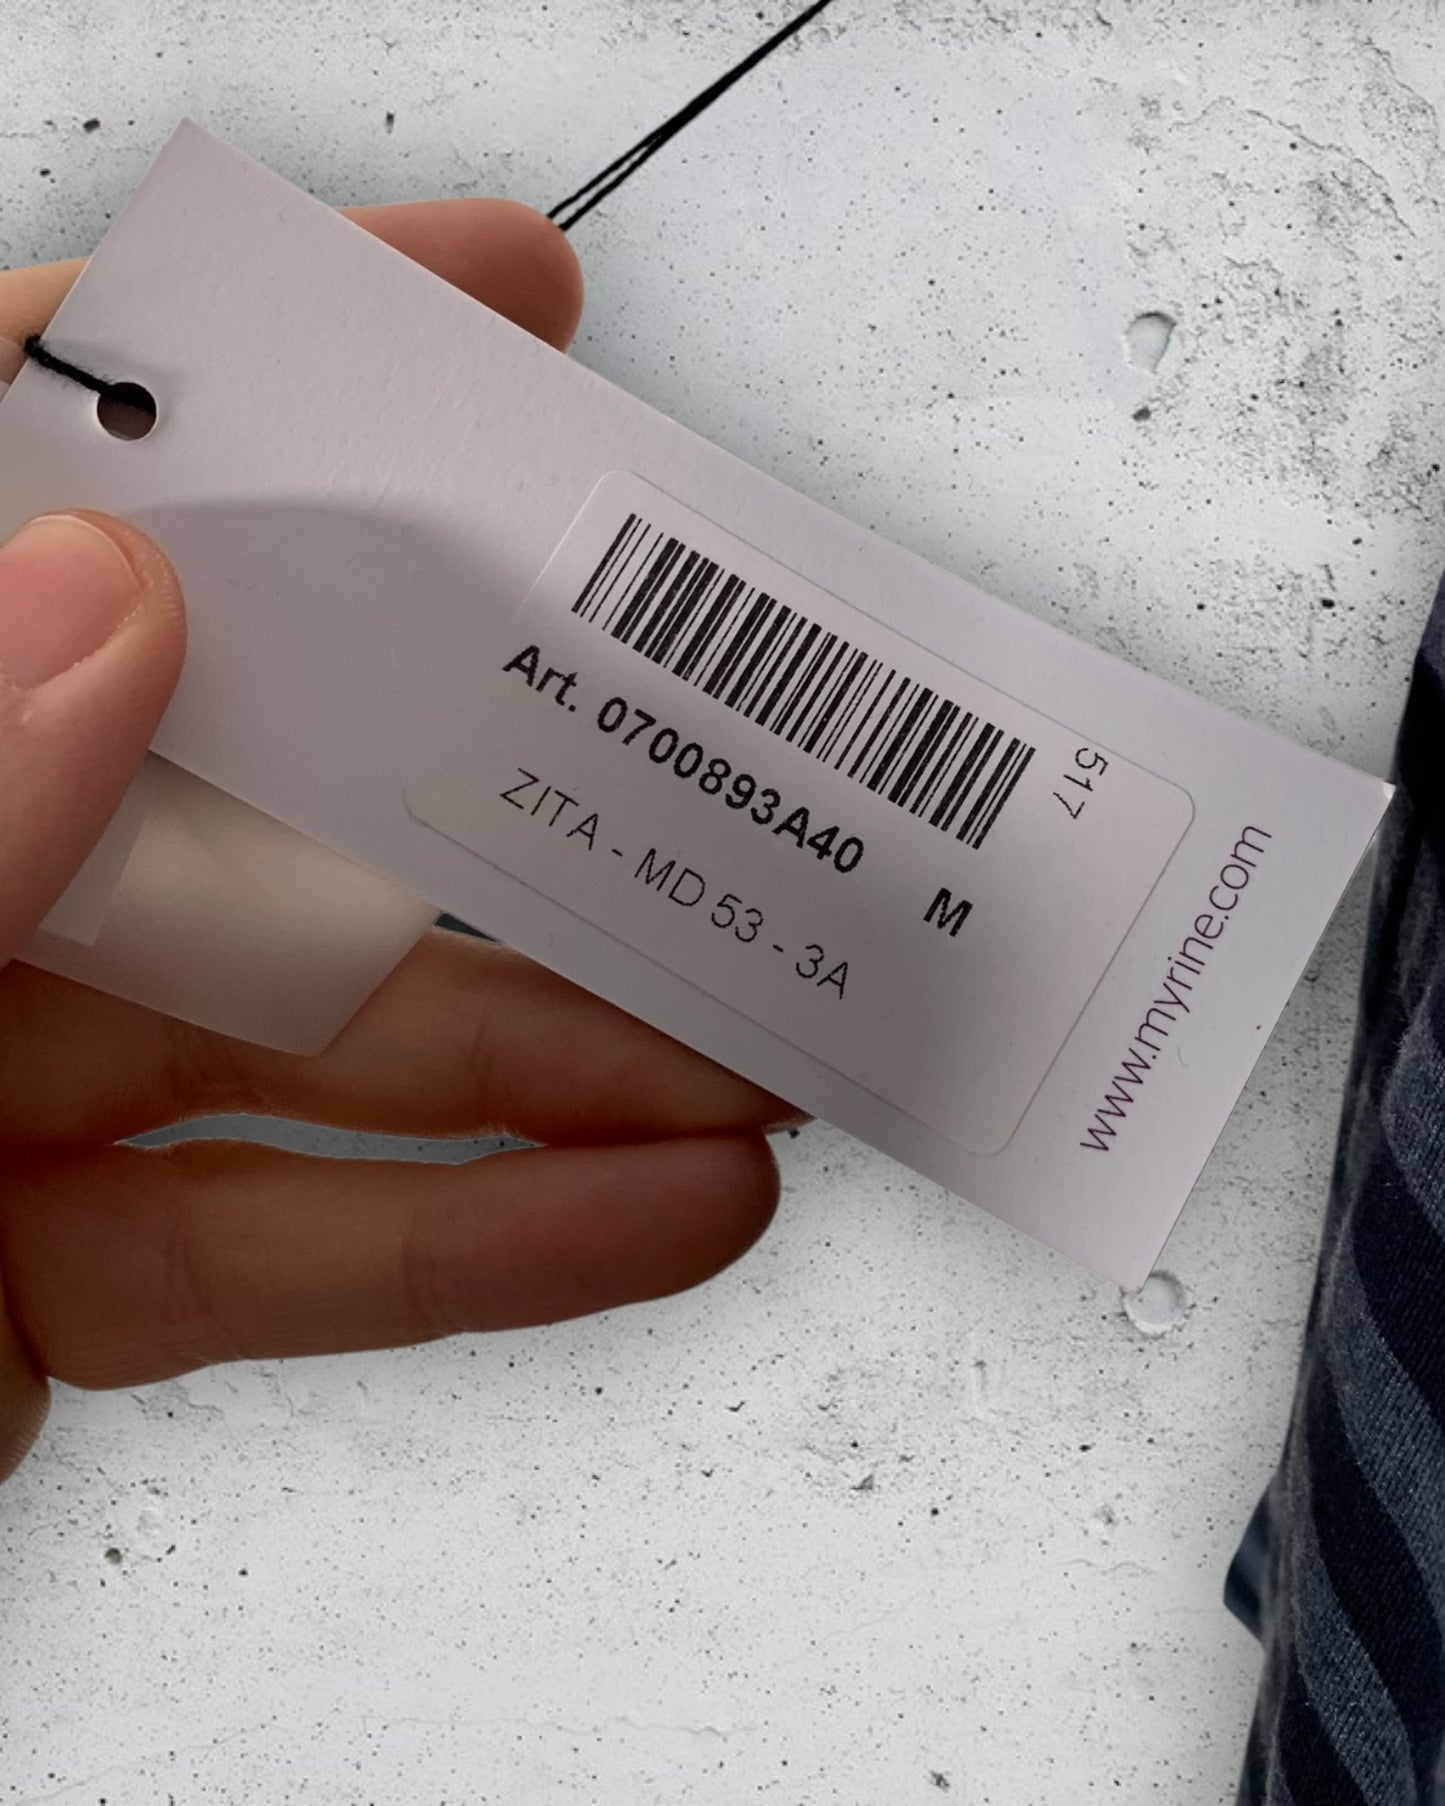 517
Art. 0700893A40 M
ZITA - MD 53 - 3A
www.myrine.com